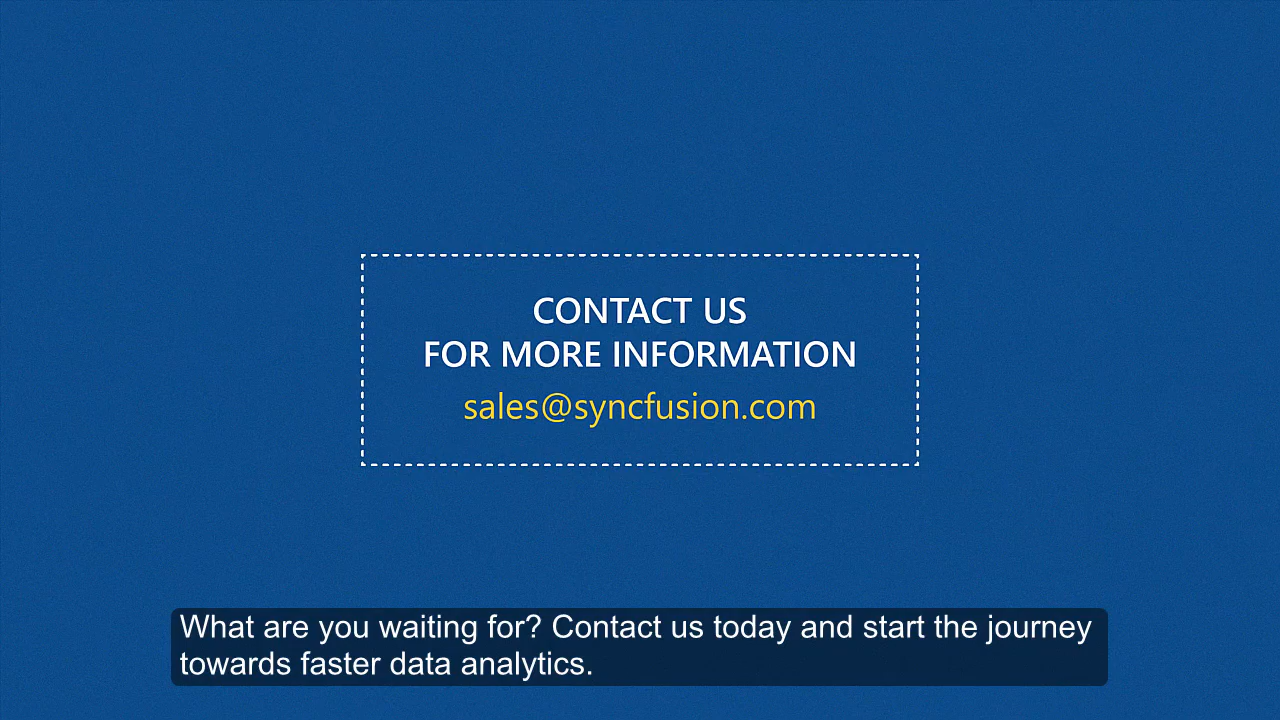 CONTACT US
FOR MORE INFORMATION
sales@syncfusion.com
What are you waiting for? Contact us today and start the journey
towards faster data analytics.